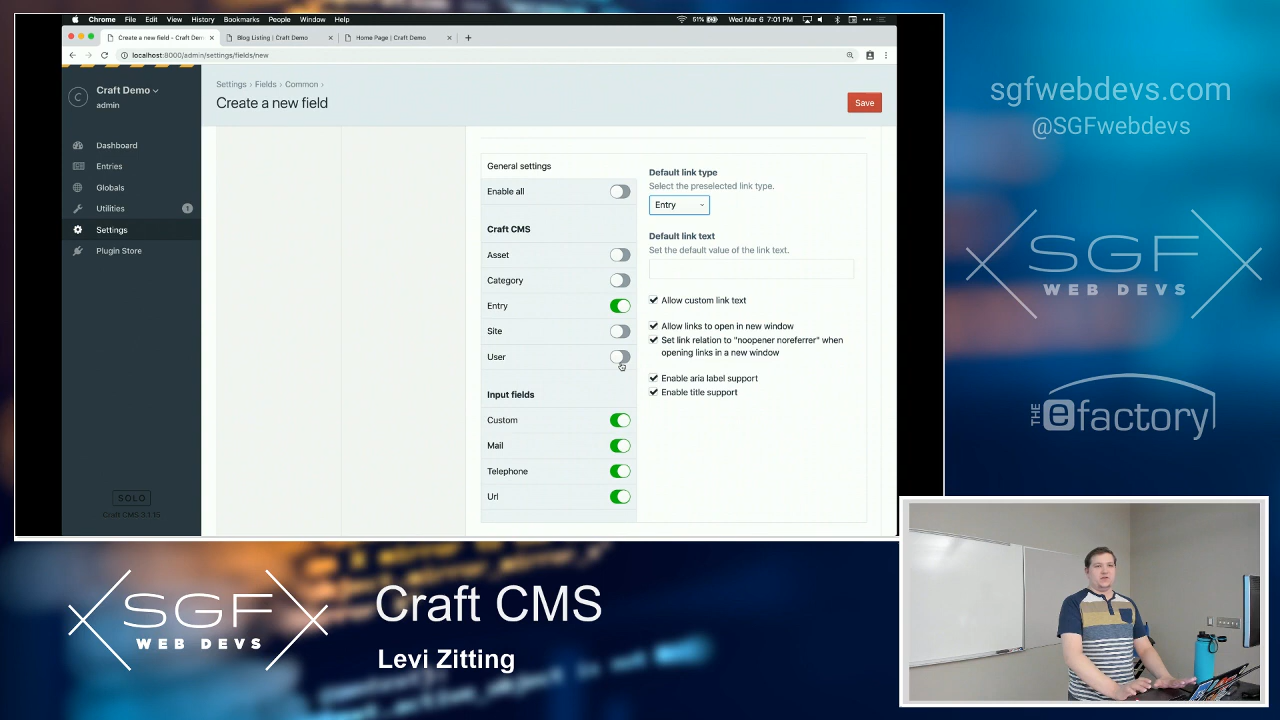 Chrome File Edit View History Bookmarks People Window Help
51% Wed Mar 6 7:01 PM
Create a new field - Craft Dem
Blog Listing | Craft Demo
Home Page | Craft Demo
localhost:8000/admin/settings/fields/new
C
Craft Demo
admin
Dashboard
Entries
Globals
Utilities 1
Settings
Plugin Store
SOLO
Craft CMS 3.1.15
Settings › Fields › Common ›
Create a new field
Save
General settings
Enable all
Craft CMS
Asset
Category
Entry
Site
User
Input fields
Custom
Mail
Telephone
Url
Default link type
Select the preselected link type.
Entry
Default link text
Set the default value of the link text.
Allow custom link text
Allow links to open in new window
Set link relation to "noopener noreferrer" when
opening links in a new window
Enable aria label support
Enable title support
sgfwebdevs.com
@SGFwebdevs
SGF
WEB DEVS
THE efactory
SGF
WEB DEVS
Craft CMS
Levi Zitting